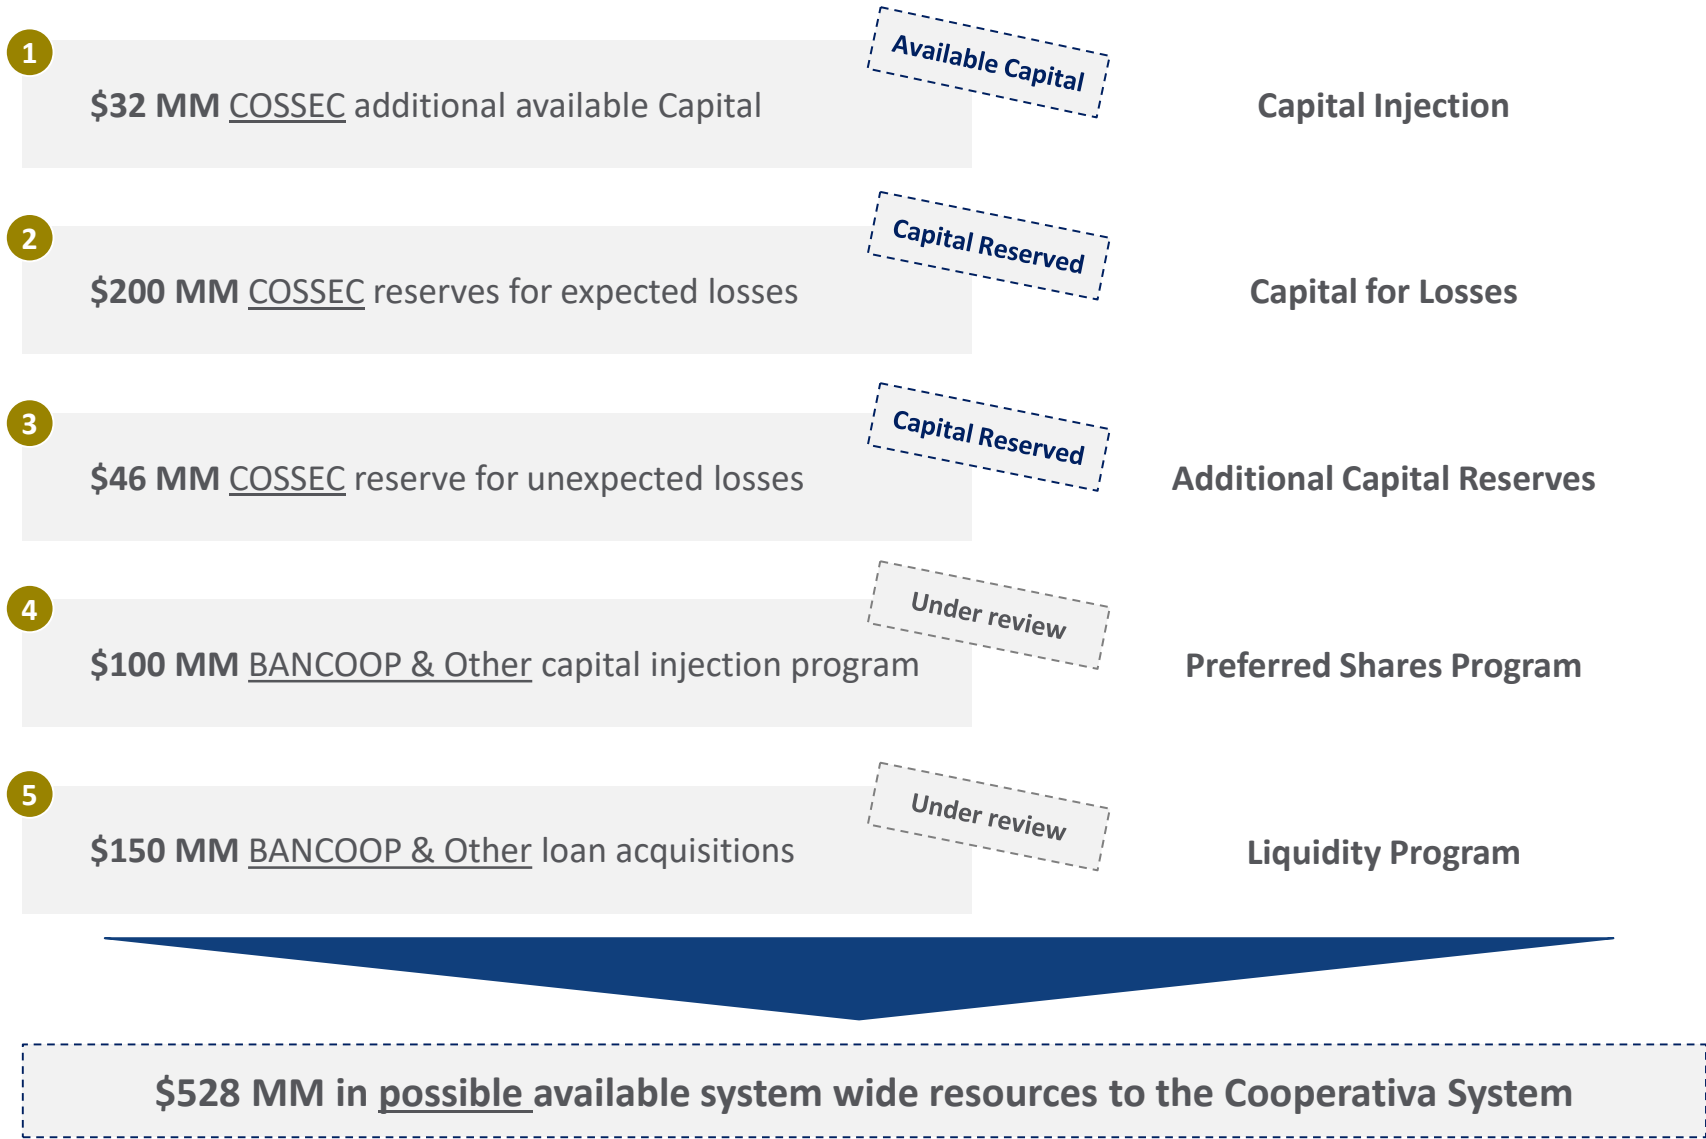 1
Available Capital
$32 MM COSSEC additional available Capital
Capital Injection
2
Capital Reserved
$200 MM COSSEC reserves for expected losses
Capital for Losses
3
Capital Reserved
$46 MM COSSEC reserve for unexpected losses
Additional Capital Reserves
4
Under review
$100 MM BANCOOP & Other capital injection program
Preferred Shares Program
5
Under review
$150 MM BANCOOP & Other loan acquisitions
Liquidity Program
$528 MM in possible available system wide resources to the Cooperativa System